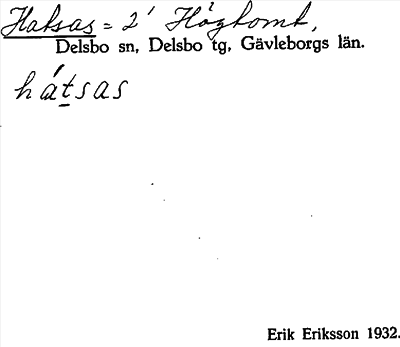 Hatsas = 2' Högtomt,
Delsbo sn, Delsbo tg, Gävleborgs län.
hátsas
Erik Eriksson 1932.